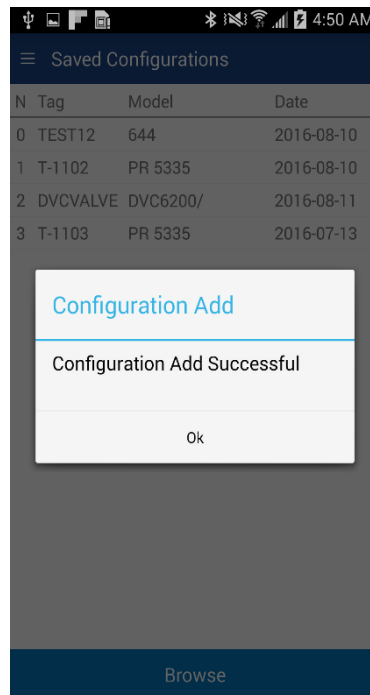 4:50 AM
Saved Configurations
N Tag Model Date
0 TEST12 644 2016-08-10
1 T-1102 PR 5335 2016-08-10
2 DVCVALVE DVC6200/ 2016-08-11
3 T-1103 PR 5335 2016-07-13
Configuration Add
Configuration Add Successful
Ok
Browse